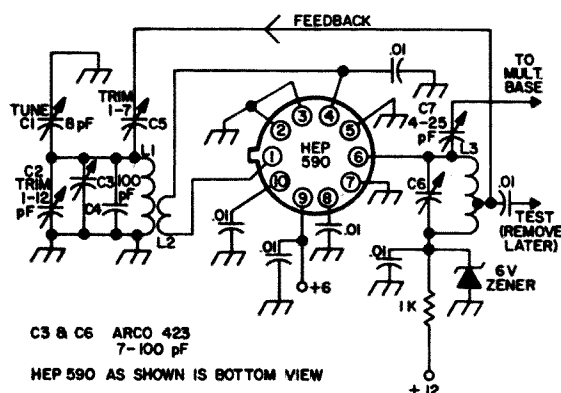 FEEDBACK
.01
TO
MULT.
BASE
TUNE
C1
8pF
TRIM
1-7
C5
C7
4-25
pF
3
4
2
5
1
HEP
590
6
10
7
9
8
C2
TRIM
1-12
pF
C3
100
pF
C4
L1
L2
L3
C6
.01
TEST
(REMOVE
LATER)
.01
.01
.01
.01
+6
6V
ZENER
1K
+12
C3 & C6 ARCO 423
7-100 pF
HEP 590 AS SHOWN IS BOTTOM VIEW